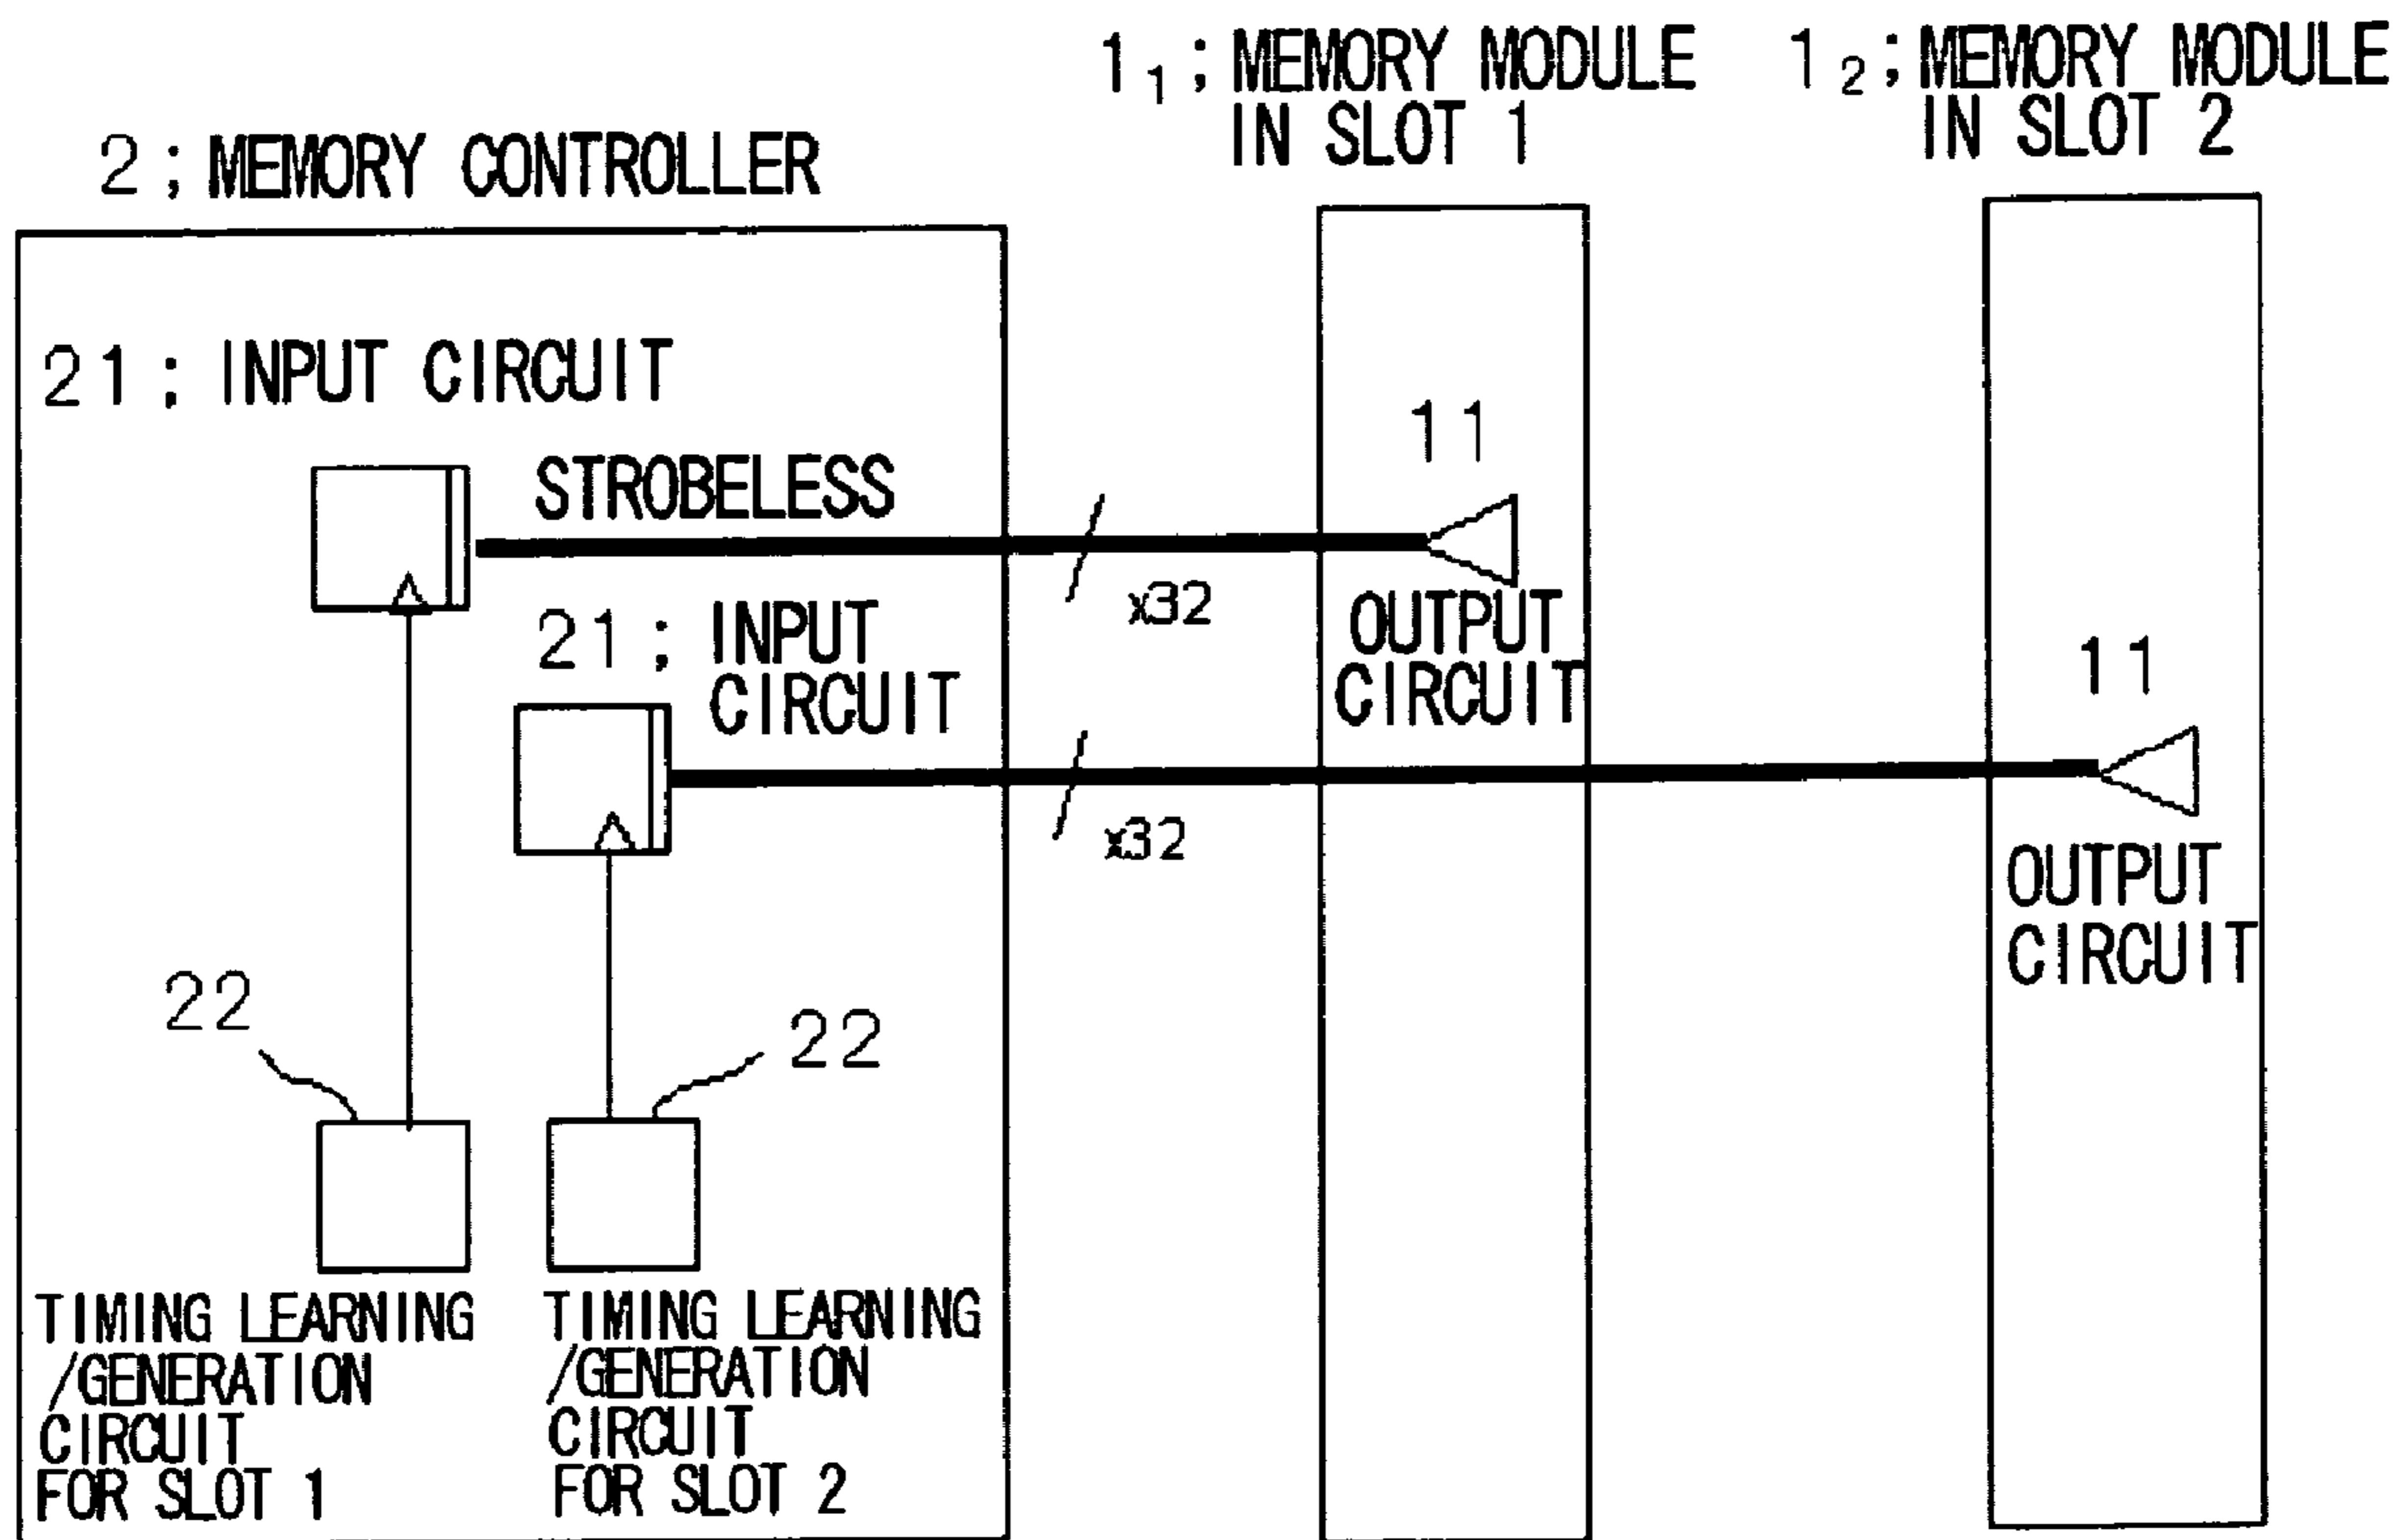 1₁ ; MEMORY MODULE
IN SLOT 1
1₂ ; MEMORY MODULE
IN SLOT 2
2 ; MEMORY CONTROLLER
21 ; INPUT CIRCUIT
STROBELESS
x32
11
OUTPUT
CIRCUIT
21 ; INPUT
CIRCUIT
x32
11
OUTPUT
CIRCUIT
22
22
TIMING LEARNING
/GENERATION
CIRCUIT
FOR SLOT 1
TIMING LEARNING
/GENERATION
CIRCUIT
FOR SLOT 2